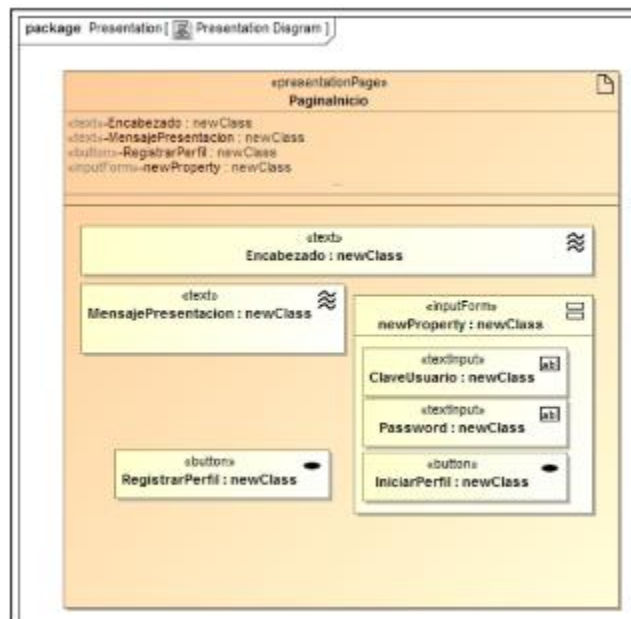 package Presentation [ Presentation Diagram ]
«presentationPage»
PaginaInicio
«text»-Encabezado : newClass
«text»-MensajePresentacion : newClass
«button»-RegistrarPerfil : newClass
«inputForm»-newProperty : newClass
...
«text»
Encabezado : newClass
«text»
MensajePresentacion : newClass
«inputForm»
newProperty : newClass
«textInput»
ab
ClaveUsuario : newClass
«textInput»
ab
Password : newClass
«button»
RegistrarPerfil : newClass
«button»
IniciarPerfil : newClass